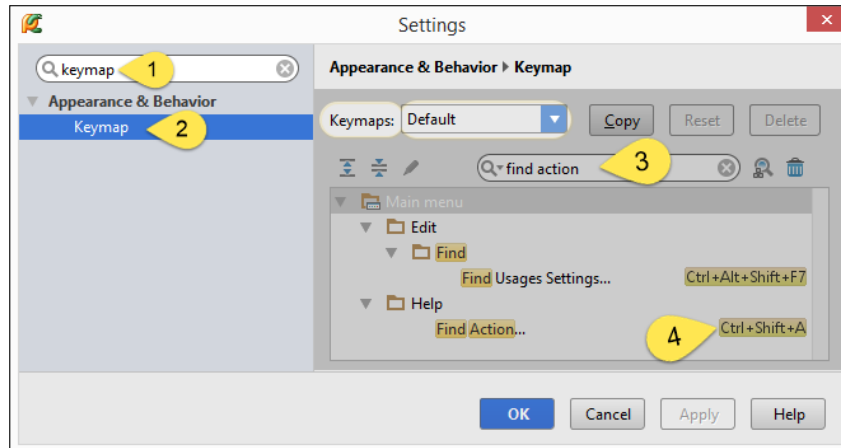 Settings
keymap
1
Appearance & Behavior
Keymap
2
Appearance & Behavior Keymap
Keymaps: Default Copy Reset Delete
find action
3
Main menu
Edit
Find
Find Usages Settings... Ctrl+Alt+Shift+F7
Help
Find Action... Ctrl+Shift+A
4
OK Cancel Apply Help